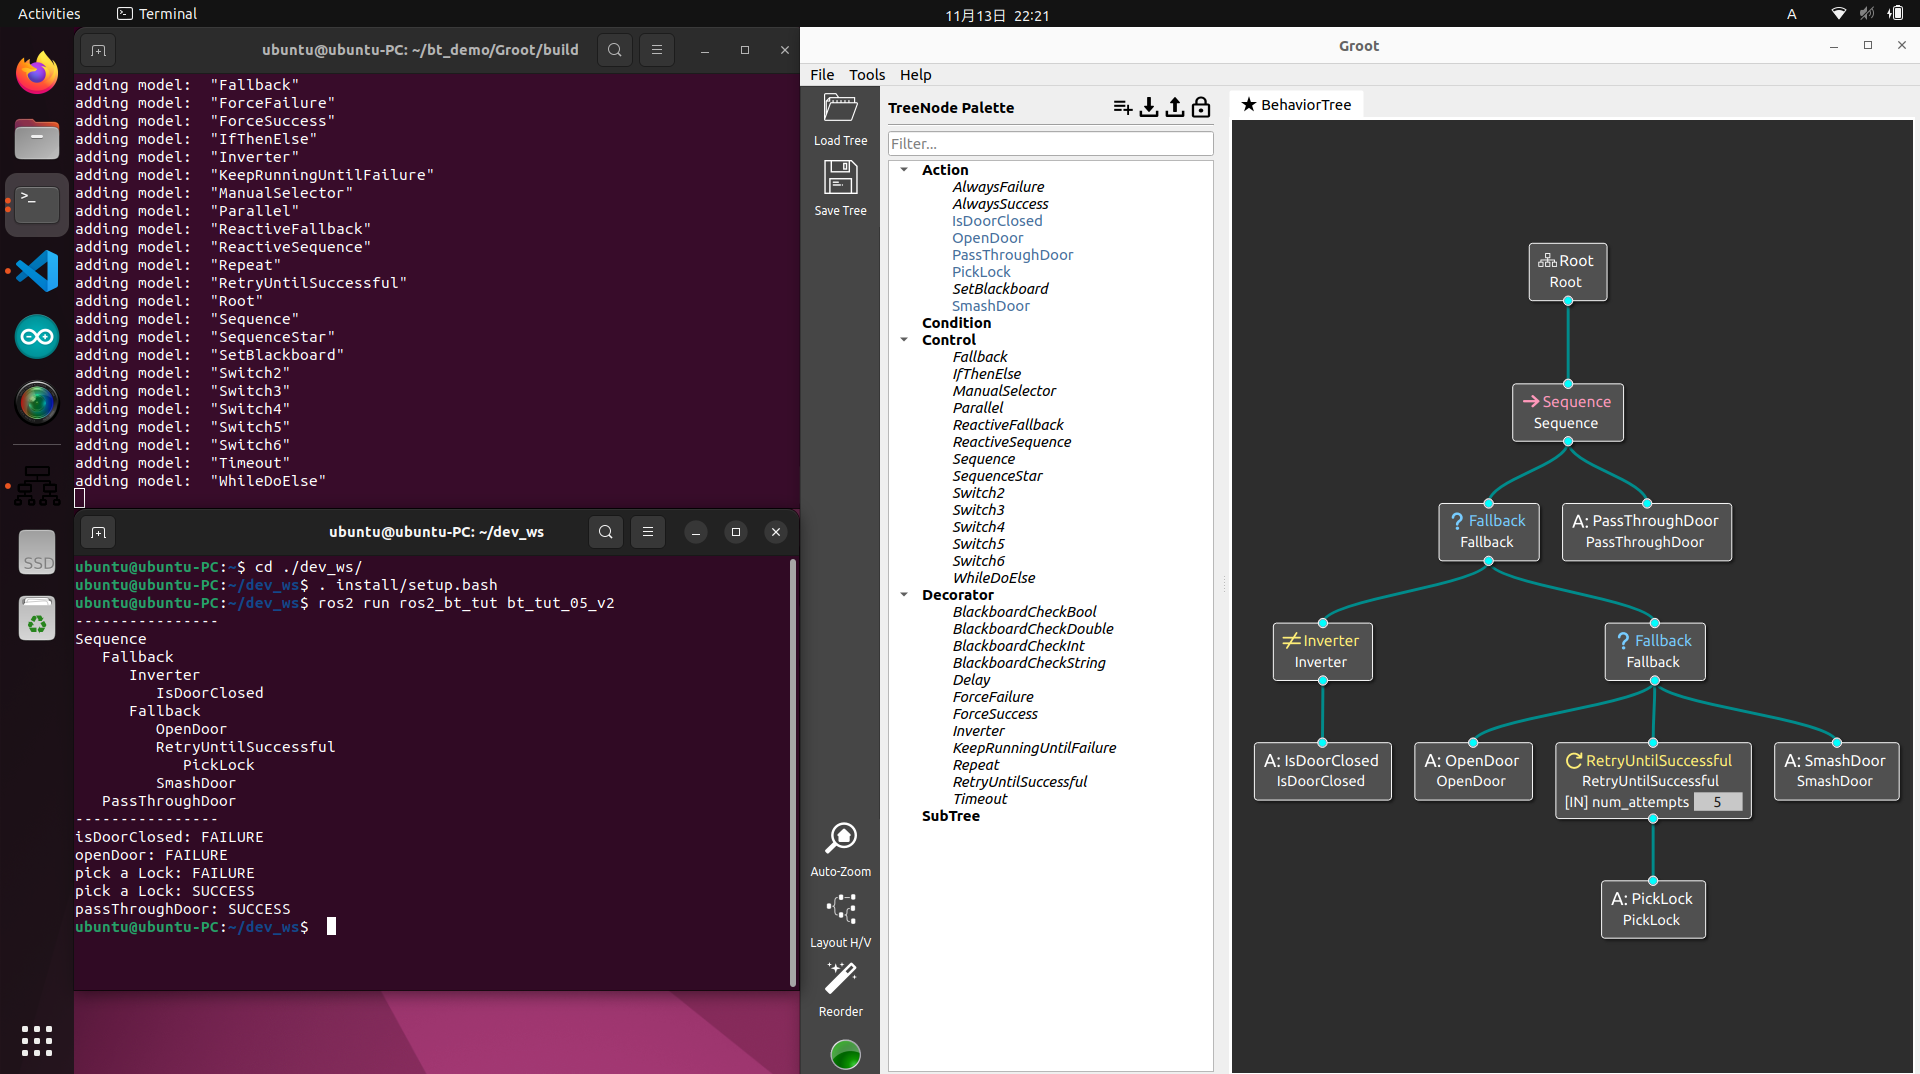 Activities
Terminal
11月13日 22:21
A
ubuntu@ubuntu-PC: ~/bt_demo/Groot/build
adding model:  "Fallback"
adding model:  "ForceFailure"
adding model:  "ForceSuccess"
adding model:  "IfThenElse"
adding model:  "Inverter"
adding model:  "KeepRunningUntilFailure"
adding model:  "ManualSelector"
adding model:  "Parallel"
adding model:  "ReactiveFallback"
adding model:  "ReactiveSequence"
adding model:  "Repeat"
adding model:  "RetryUntilSuccessful"
adding model:  "Root"
adding model:  "Sequence"
adding model:  "SequenceStar"
adding model:  "SetBlackboard"
adding model:  "Switch2"
adding model:  "Switch3"
adding model:  "Switch4"
adding model:  "Switch5"
adding model:  "Switch6"
adding model:  "Timeout"
adding model:  "WhileDoElse"
ubuntu@ubuntu-PC: ~/dev_ws
ubuntu@ubuntu-PC:~$ cd ./dev_ws/
ubuntu@ubuntu-PC:~/dev_ws$ . install/setup.bash
ubuntu@ubuntu-PC:~/dev_ws$ ros2 run ros2_bt_tut bt_tut_05_v2
----------------
Sequence
   Fallback
      Inverter
         IsDoorClosed
      Fallback
         OpenDoor
         RetryUntilSuccessful
            PickLock
         SmashDoor
   PassThroughDoor
----------------
isDoorClosed: FAILURE
openDoor: FAILURE
pick a Lock: FAILURE
pick a Lock: SUCCESS
passThroughDoor: SUCCESS
ubuntu@ubuntu-PC:~/dev_ws$
SSD
Groot
File Tools Help
Load Tree
Save Tree
Auto-Zoom
Layout H/V
Reorder
TreeNode Palette
Filter...
Action
AlwaysFailure
AlwaysSuccess
IsDoorClosed
OpenDoor
PassThroughDoor
PickLock
SetBlackboard
SmashDoor
Condition
Control
Fallback
IfThenElse
ManualSelector
Parallel
ReactiveFallback
ReactiveSequence
Sequence
SequenceStar
Switch2
Switch3
Switch4
Switch5
Switch6
WhileDoElse
Decorator
BlackboardCheckBool
BlackboardCheckDouble
BlackboardCheckInt
BlackboardCheckString
Delay
ForceFailure
ForceSuccess
Inverter
KeepRunningUntilFailure
Repeat
RetryUntilSuccessful
Timeout
SubTree
★ BehaviorTree
Root
Root
Sequence
Sequence
? Fallback
Fallback
A: PassThroughDoor
PassThroughDoor
≠ Inverter
Inverter
? Fallback
Fallback
A: IsDoorClosed
IsDoorClosed
A: OpenDoor
OpenDoor
RetryUntilSuccessful
RetryUntilSuccessful
[IN] num_attempts 5
A: SmashDoor
SmashDoor
A: PickLock
PickLock